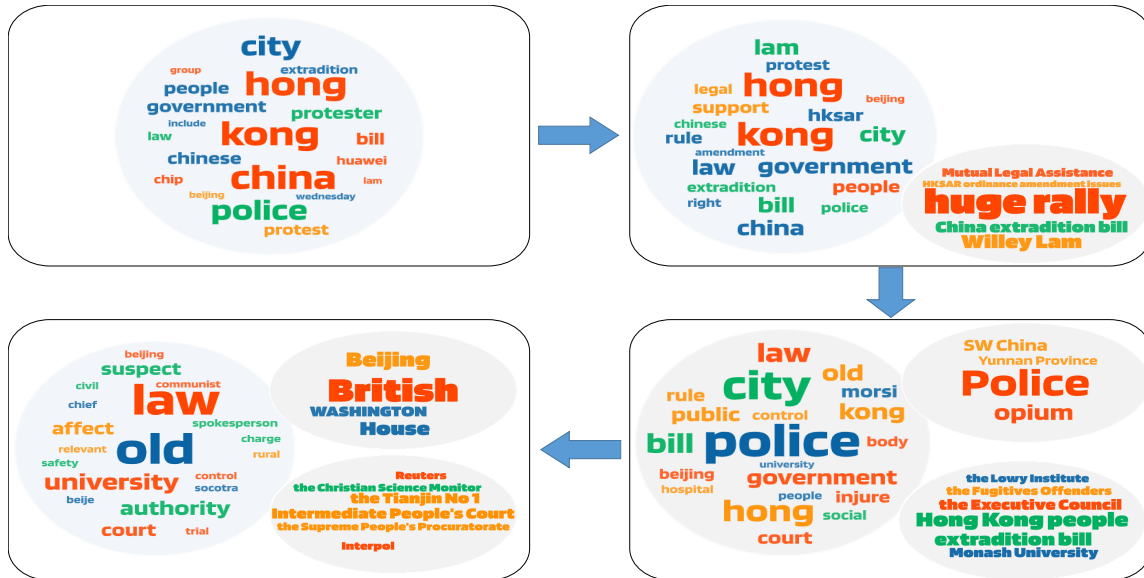 city
group
extradition
hong
people
government
protester
include
law
kong
bill
chinese
huawei
chip
china
lam
beijing
wednesday
police
protest
lam
protest
legal
hong
beijing
support
hksar
chinese
rule
kong
city
amendment
law
government
extradition
people
right
bill
police
china
Mutual Legal Assistance
HKSAR ordinance amendment issues
huge rally
China extradition bill
Willey Lam
law
city
old
rule
morsi
public
control
kong
bill
police
body
university
beijing
government
hospital
people
injure
hong
social
court
SW China
Yunnan Province
Police
opium
the Lowy Institute
the Fugitives Offenders
the Executive Council
Hong Kong people
extradition bill
Monash University
beijing
suspect
civil
communist
chief
law
affect
spokesperson
charge
relevant
old
rural
safety
university
control
socotra
beije
authority
court
trial
Beijing
British
WASHINGTON
House
Reuters
the Christian Science Monitor
the Tianjin No 1
Intermediate People's Court
the Supreme People's Procuratorate
Interpol